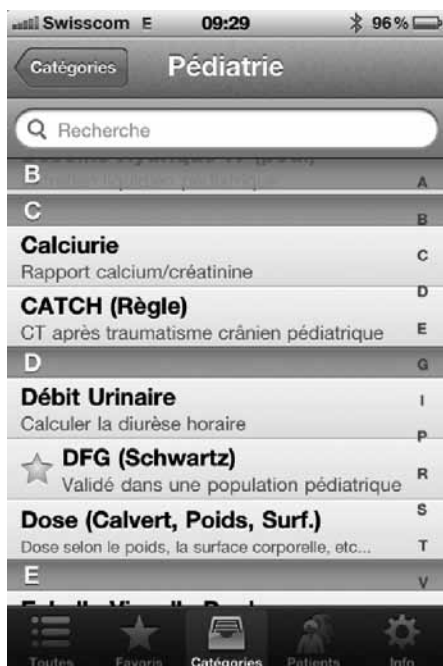 Swisscom E 09:29 96%
Catégories Pédiatrie
Recherche
B
A
C
B
Calciurie
Rapport calcium/créatinine
C
CATCH (Règle)
D
CT après traumatisme crânien pédiatrique
E
D
G
Débit Urinaire
I
Calculer la diurèse horaire
P
DFG (Schwartz)
Validé dans une population pédiatrique
R
Dose (Calvert, Poids, Surf.)
S
Dose selon le poids, la surface corporelle, etc...
T
E
V
Toutes Favoris Catégories Patients Info